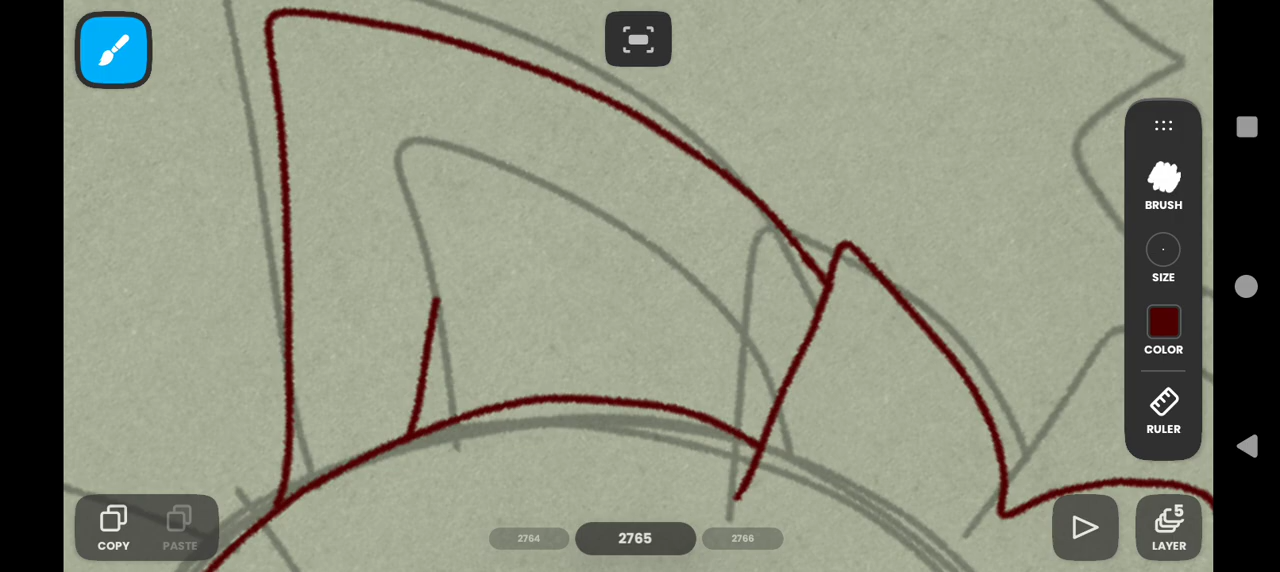 BRUSH
SIZE
COLOR
RULER
COPY PASTE
2764 2765 2766
5
LAYER